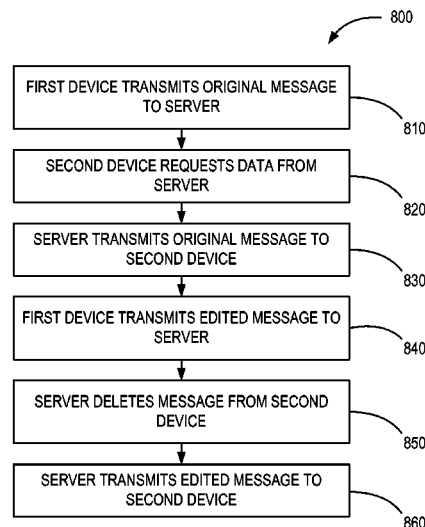 800
FIRST DEVICE TRANSMITS ORIGINAL MESSAGE
TO SERVER
810
SECOND DEVICE REQUESTS DATA FROM
SERVER
820
SERVER TRANSMITS ORIGINAL MESSAGE TO
SECOND DEVICE
830
FIRST DEVICE TRANSMITS EDITED MESSAGE TO
SERVER
840
SERVER DELETES MESSAGE FROM SECOND
DEVICE
850
SERVER TRANSMITS EDITED MESSAGE TO
SECOND DEVICE
860